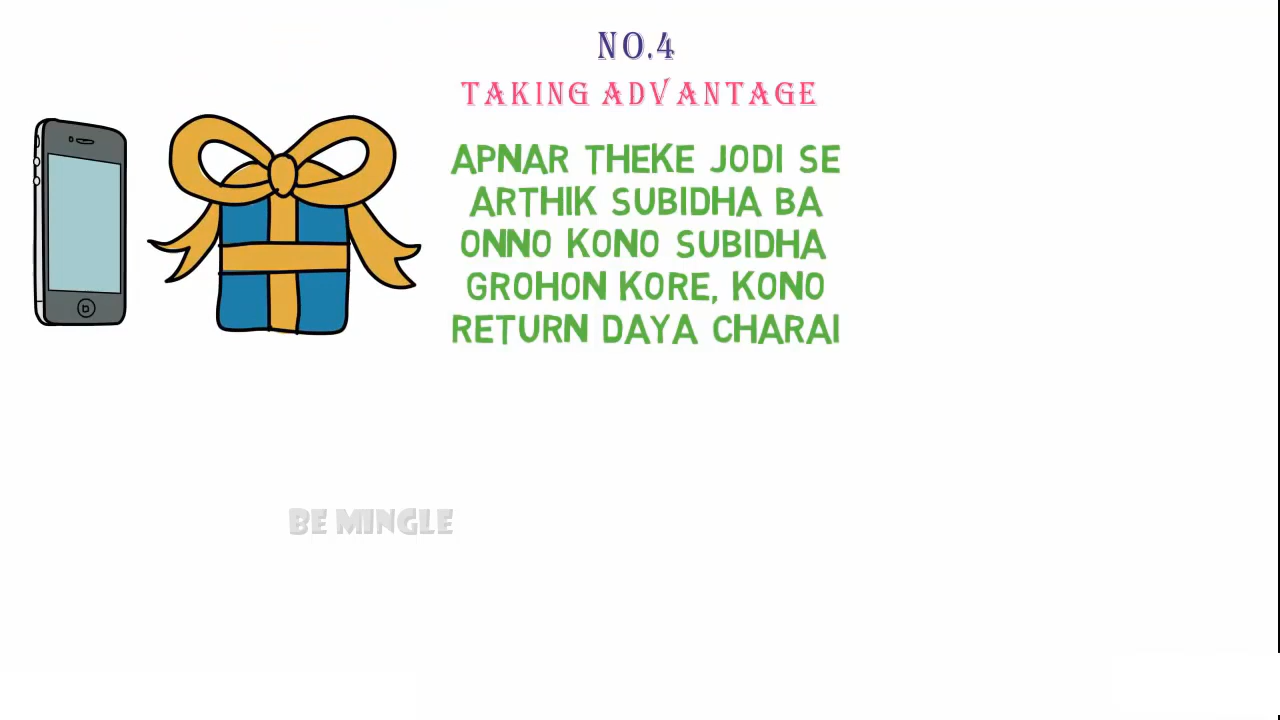 NO.4
TAKING ADVANTAGE
APNAR THEKE JODI SE
ARTHIK SUBIDHA BA
ONNO KONO SUBIDHA
GROHON KORE, KONO
RETURN DAYA CHARAI
BE MINGLE